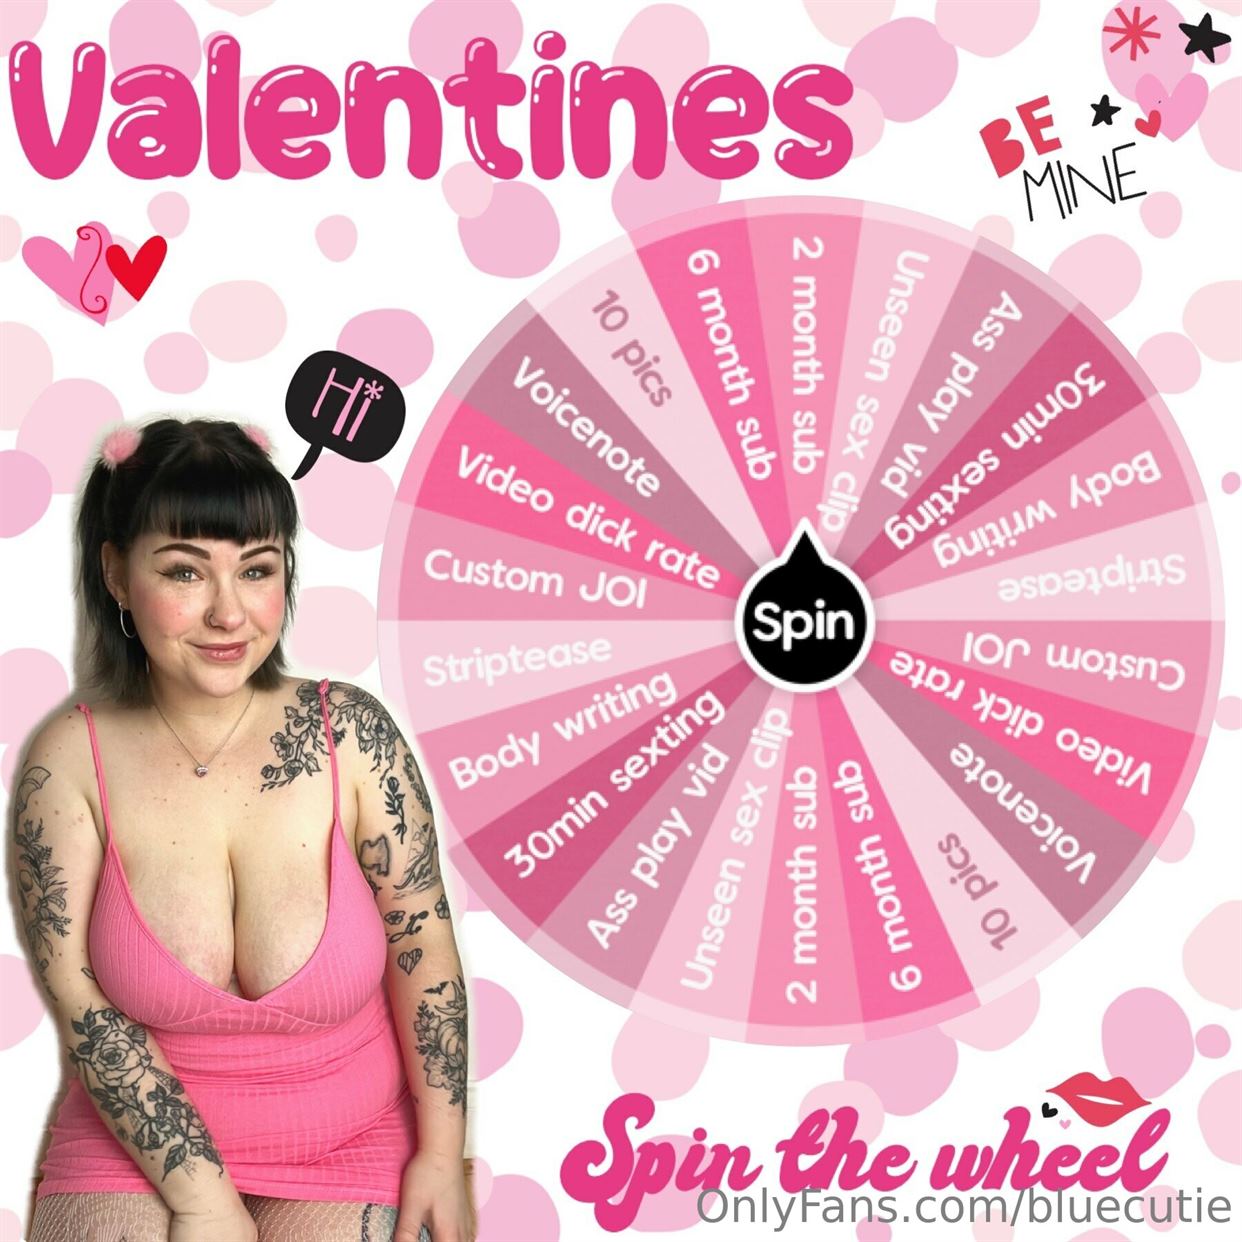 Valentines
BE
MINE
Hi*
6 month sub
2 month sub
Unseen sex clip
Ass play vid
30min sexting
Body writing
Striptease
Custom JOI
Video dick rate
Voicenote
10 pics
6 month sub
2 month sub
Unseen sex clip
Ass play vid
30min sexting
Body writing
Striptease
Custom JOI
Video dick rate
Voicenote
10 pics
Spin
Spin the wheel
OnlyFans.com/bluecutie